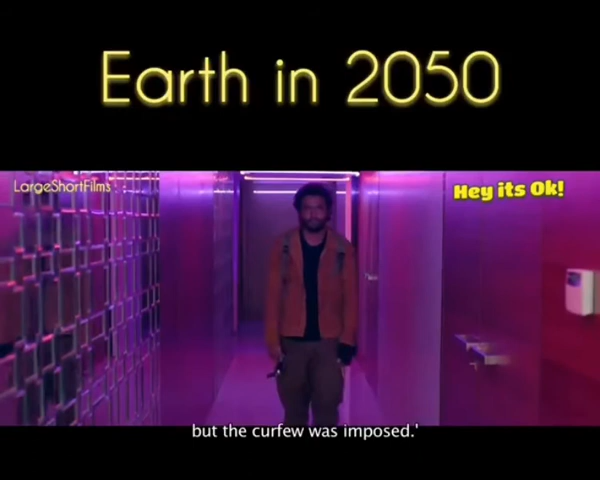 Earth in 2050
LargeShortFilms
Hey its Ok!
but the curfew was imposed.'